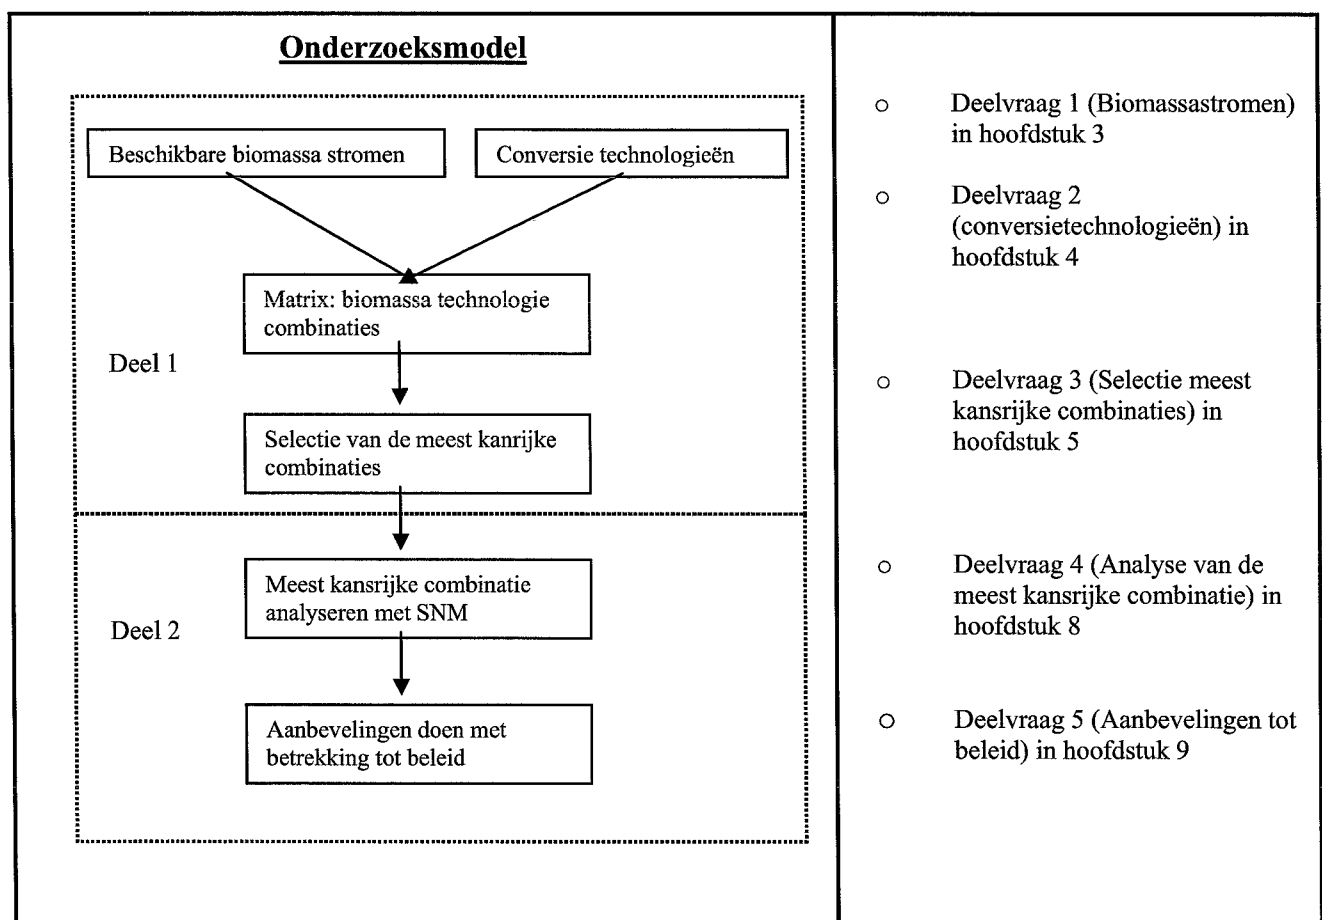 Onderzoeksmodel
Beschikbare biomassa stromen
Conversie technologieën
Matrix: biomassa technologie
combinaties
Deel 1
Selectie van de meest kanrijke
combinaties
Meest kansrijke combinatie
analyseren met SNM
Deel 2
Aanbevelingen doen met
betrekking tot beleid
○ Deelvraag 1 (Biomassastromen)
in hoofdstuk 3
○ Deelvraag 2
(conversietechnologieën) in
hoofdstuk 4
○ Deelvraag 3 (Selectie meest
kansrijke combinaties) in
hoofdstuk 5
○ Deelvraag 4 (Analyse van de
meest kansrijke combinatie) in
hoofdstuk 8
○ Deelvraag 5 (Aanbevelingen tot
beleid) in hoofdstuk 9